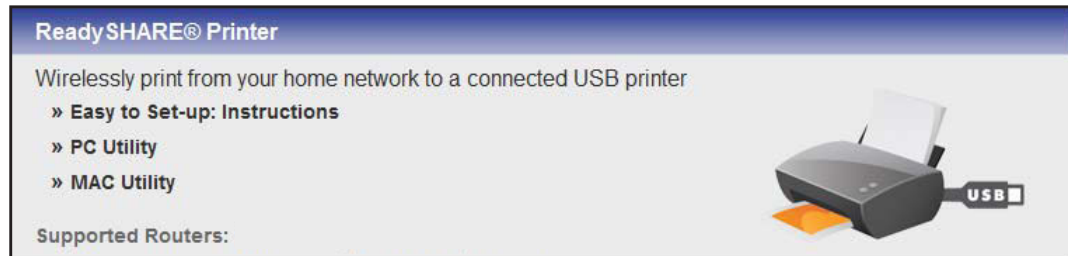 ReadySHARE® Printer
Wirelessly print from your home network to a connected USB printer
» Easy to Set-up: Instructions
» PC Utility
» MAC Utility
USB
Supported Routers: